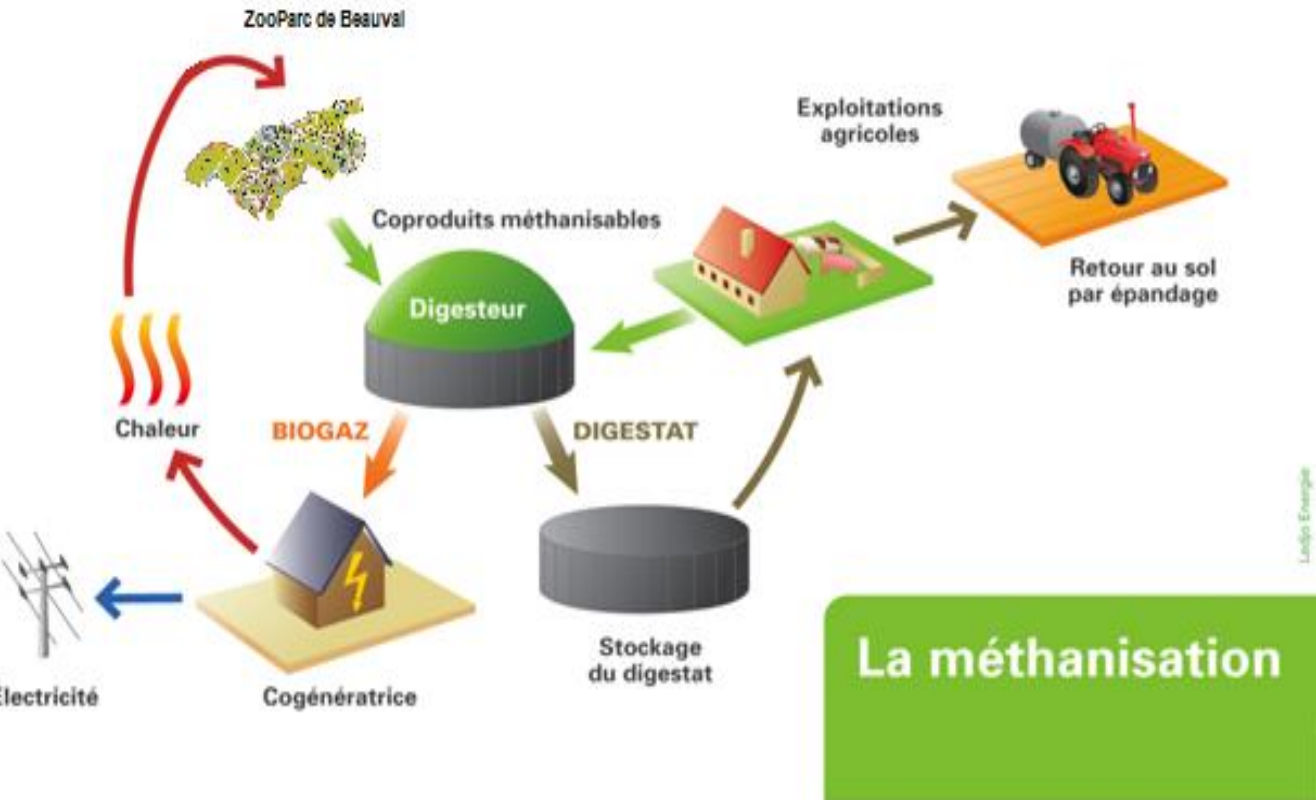 ZooParc de Beauval
Exploitations
agricoles
Coproduits méthanisables
Digesteur
Retour au sol
par épandage
Chaleur
BIOGAZ
DIGESTAT
Stockage
du digestat
Electricité
Cogénératrice
La méthanisation